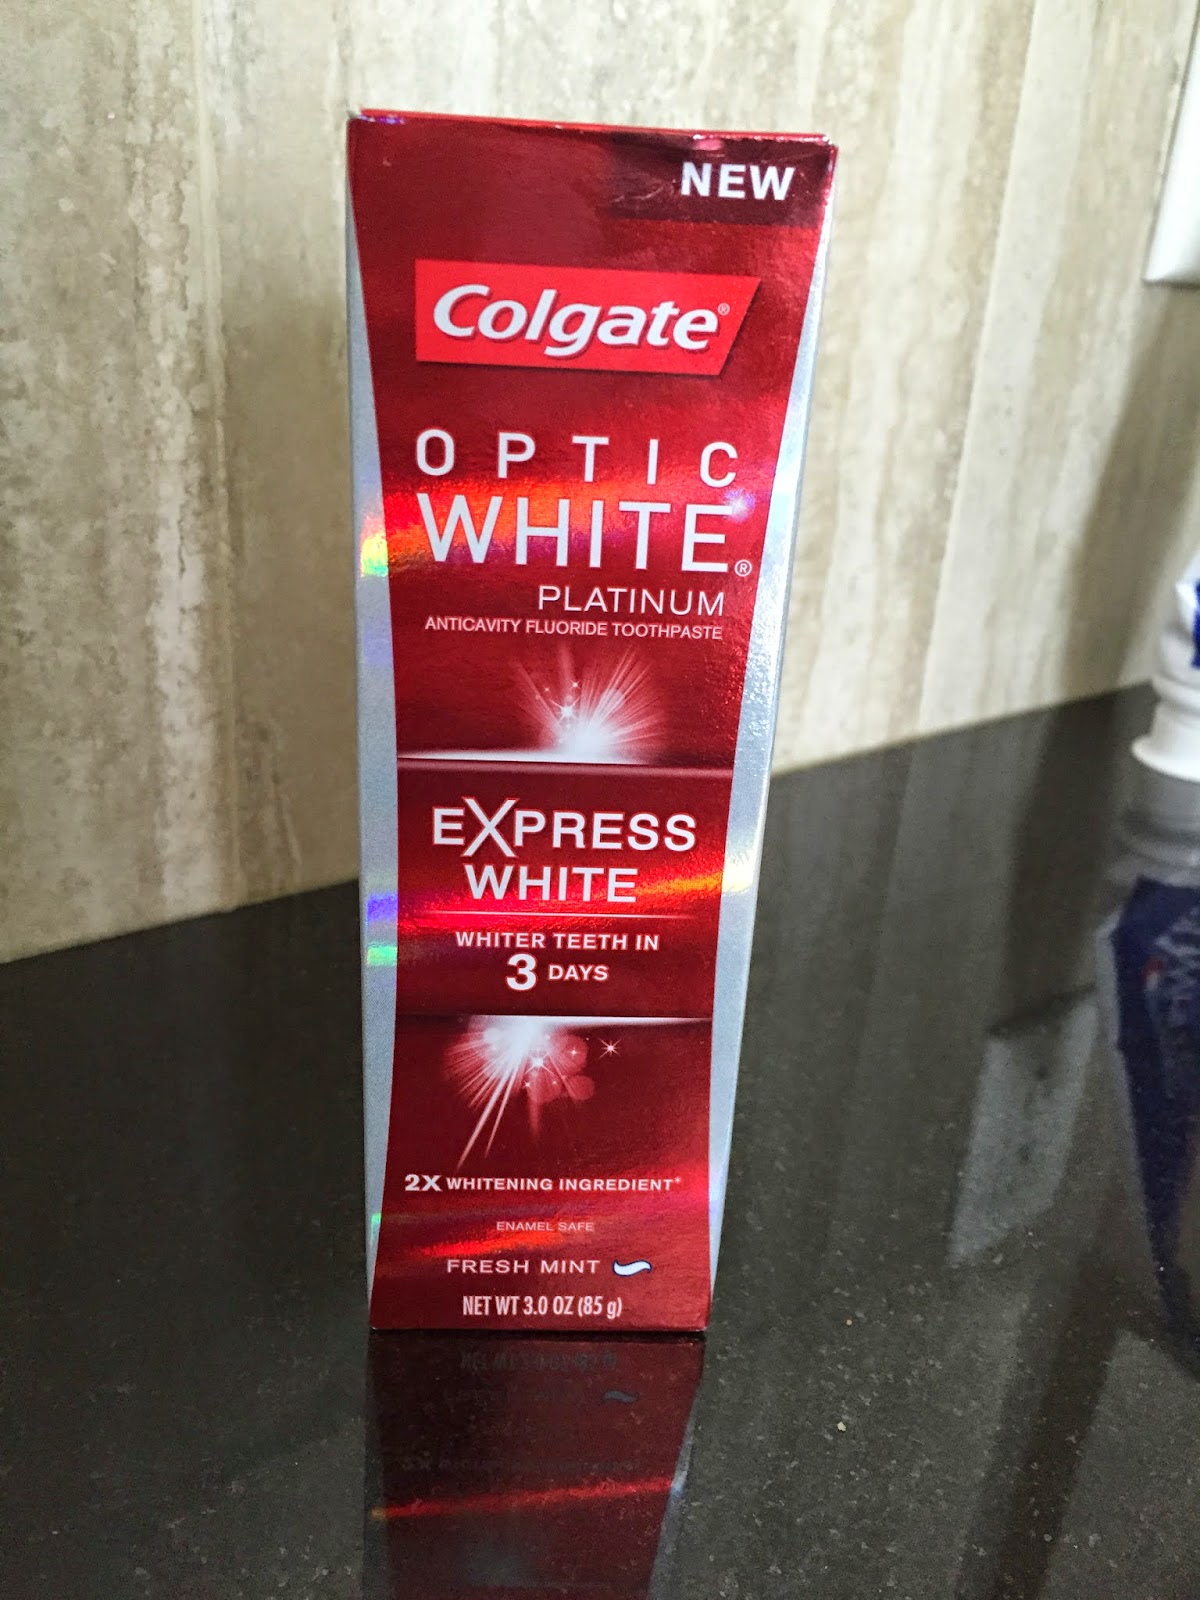 NEW
Colgate®
OPTIC
WHITE®
PLATINUM
ANTICAVITY FLUORIDE TOOTHPASTE
EXPRESS
WHITE
WHITER TEETH IN
3 DAYS
2X WHITENING INGREDIENT*
ENAMEL SAFE
FRESH MINT
NET WT 3.0 OZ (85 g)